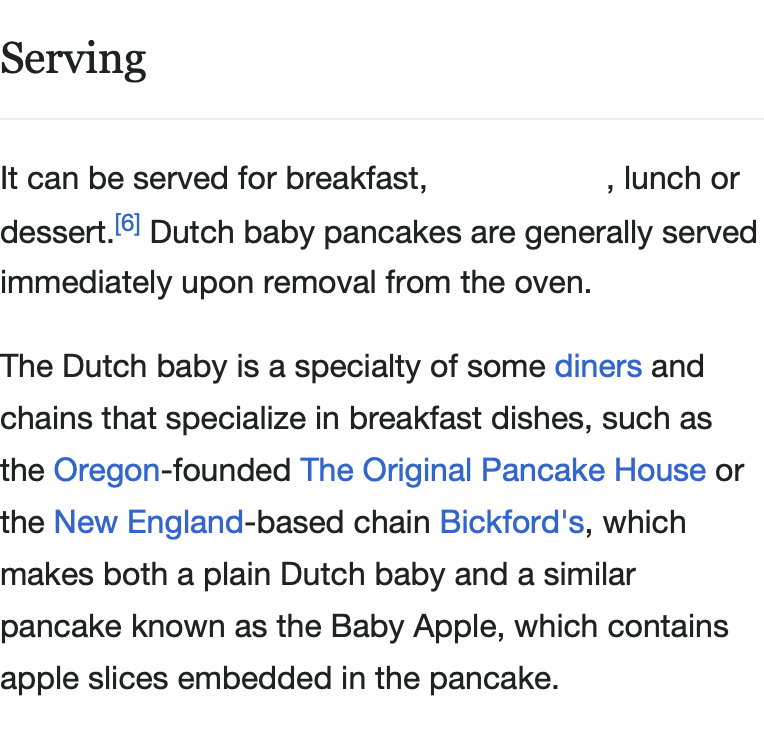 Serving
It can be served for breakfast, , lunch or
dessert.[6] Dutch baby pancakes are generally served
immediately upon removal from the oven.
The Dutch baby is a specialty of some diners and
chains that specialize in breakfast dishes, such as
the Oregon-founded The Original Pancake House or
the New England-based chain Bickford's, which
makes both a plain Dutch baby and a similar
pancake known as the Baby Apple, which contains
apple slices embedded in the pancake.